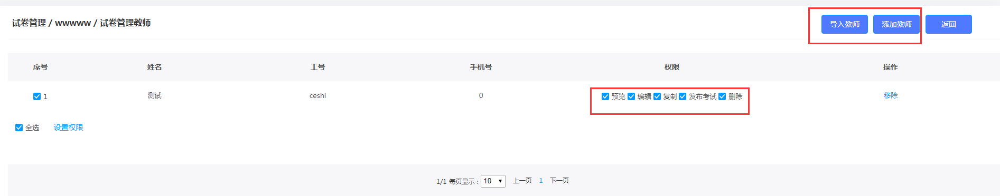 试卷管理 / wwwww / 试卷管理教师 导入教师 添加教师 返回
序号 姓名 工号 手机号 权限 操作
1 测试 ceshi 0 预览 编辑 复制 发布考试 删除 移除
全选 设置权限
1/1 每页显示 : 10 上一页 1 下一页